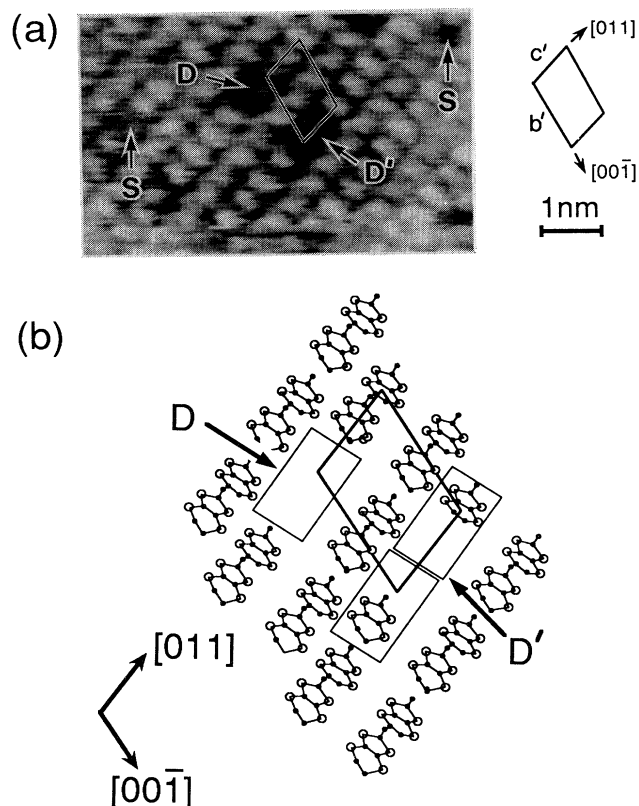 (a)
D
S
S
D'
[011]
c'
b'
[001̄]
1nm
(b)
D
D'
[011]
[001̄]